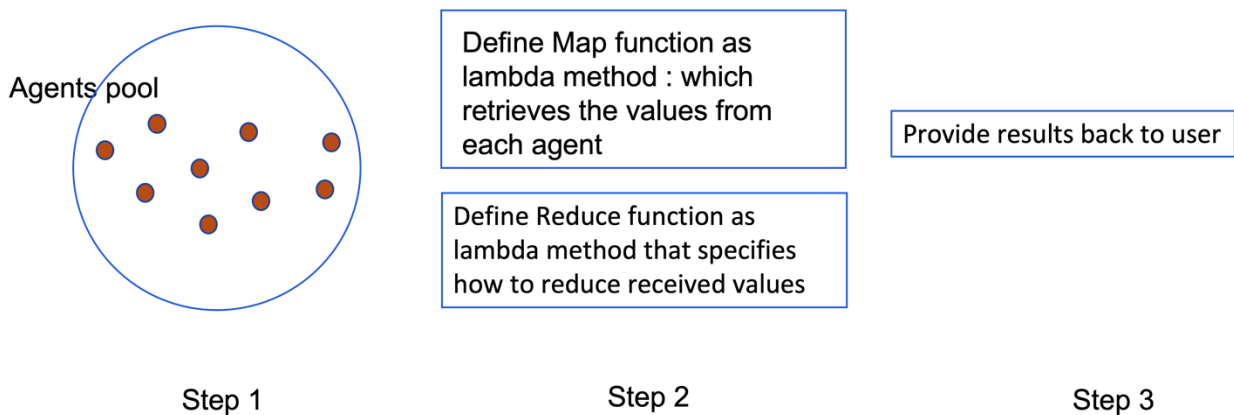 Agents pool
Define Map function as
lambda method : which
retrieves the values from
each agent
Define Reduce function as
lambda method that specifies
how to reduce received values
Provide results back to user
Step 1
Step 2
Step 3